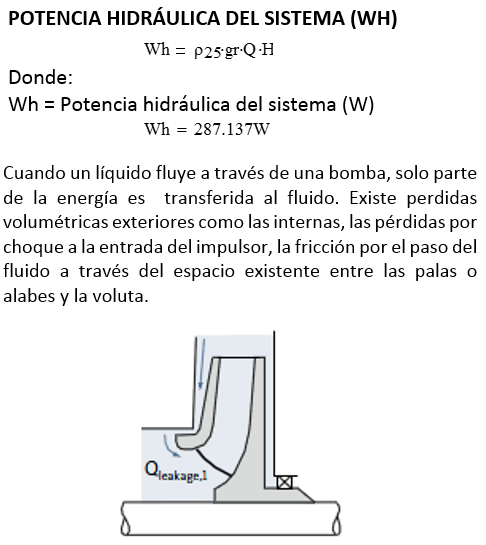 POTENCIA HIDRÁULICA DEL SISTEMA (WH)
Wh = ρ25·gr·Q·H
Donde:
Wh = Potencia hidráulica del sistema (W)
Wh = 287.137W
Cuando un líquido fluye a través de una bomba, solo parte
de la energía es transferida al fluido. Existe perdidas
volumétricas exteriores como las internas, las pérdidas por
choque a la entrada del impulsor, la fricción por el paso del
fluido a través del espacio existente entre las palas o
alabes y la voluta.
Qleakage,1